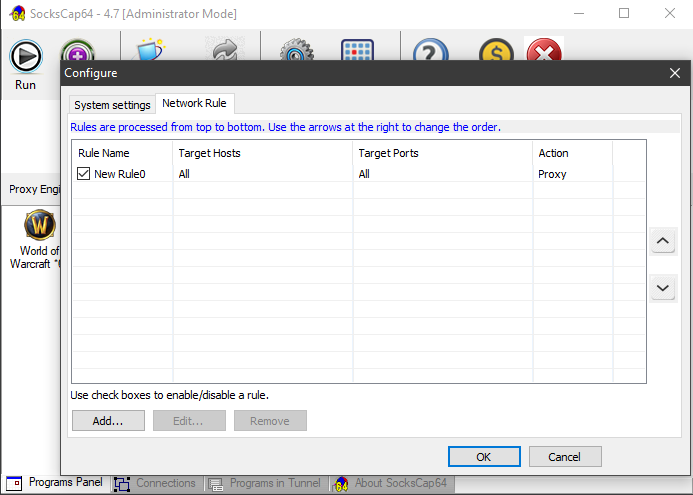 SocksCap64 - 4.7 [Administrator Mode]
Run
Configure
System settings
Network Rule
Rules are processed from top to bottom. Use the arrows at the right to change the order.
Rule Name Target Hosts Target Ports Action
New Rule0 All All Proxy
Proxy Engi
World of
Warcraft
Use check boxes to enable/disable a rule.
Add... Edit... Remove
OK Cancel
Programs Panel Connections Programs in Tunnel About SocksCap64